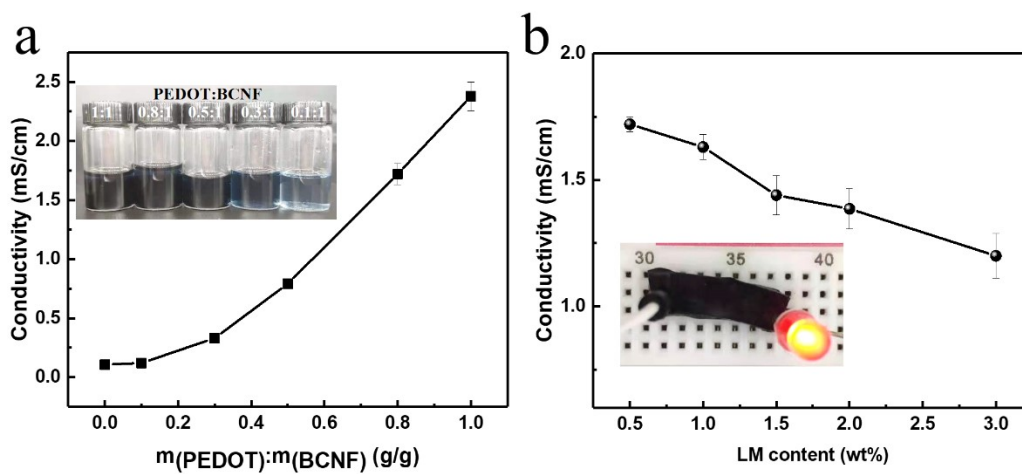 a
PEDOT:BCNF
1:1 0.8:1 0.5:1 0.3:1 0.1:1
Conductivity (mS/cm)
2.5
2.0
1.5
1.0
0.5
0.0
0.0 0.2 0.4 0.6 0.8 1.0
m(PEDOT):m(BCNF) (g/g)
b
Conductivity (mS/cm)
2.0
1.5
1.0
30 35 40
0.5 1.0 1.5 2.0 2.5 3.0
LM content (wt%)